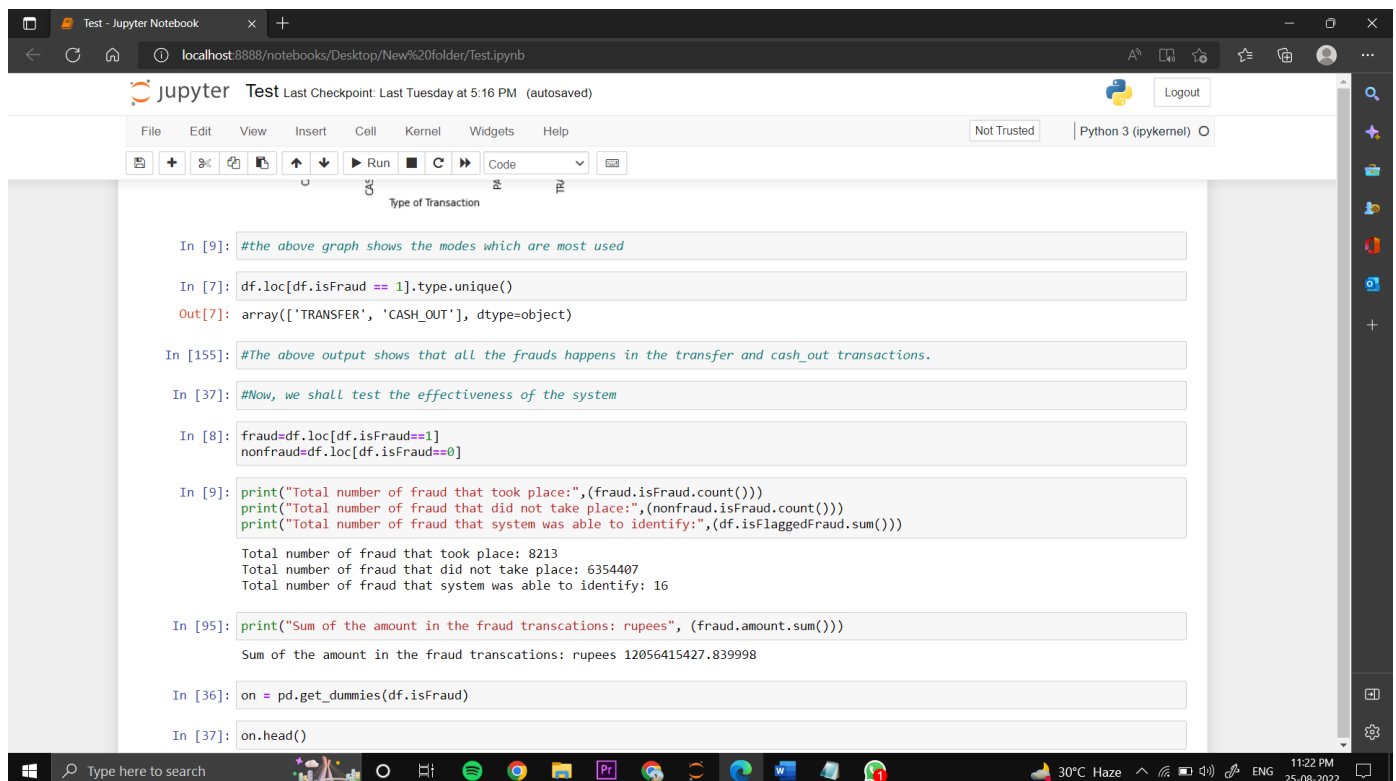 Test - Jupyter Notebook
localhost:8888/notebooks/Desktop/New%20folder/Test.ipynb
jupyter Test Last Checkpoint: Last Tuesday at 5:16 PM (autosaved)
Logout
File Edit View Insert Cell Kernel Widgets Help
Not Trusted
Python 3 (ipykernel)
Run
Code
Type of Transaction
In [9]: #the above graph shows the modes which are most used
In [7]: df.loc[df.isFraud == 1].type.unique()
Out[7]: array(['TRANSFER', 'CASH_OUT'], dtype=object)
In [155]: #The above output shows that all the frauds happens in the transfer and cash_out transactions.
In [37]: #Now, we shall test the effectiveness of the system
In [8]: fraud=df.loc[df.isFraud==1]
nonfraud=df.loc[df.isFraud==0]
In [9]: print("Total number of fraud that took place:",(fraud.isFraud.count()))
print("Total number of fraud that did not take place:",(nonfraud.isFraud.count()))
print("Total number of fraud that system was able to identify:",(df.isFlaggedFraud.sum()))
Total number of fraud that took place: 8213
Total number of fraud that did not take place: 6354407
Total number of fraud that system was able to identify: 16
In [95]: print("Sum of the amount in the fraud transcations: rupees", (fraud.amount.sum()))
Sum of the amount in the fraud transcations: rupees 12056415427.839998
In [36]: on = pd.get_dummies(df.isFraud)
In [37]: on.head()
Type here to search
Pr
W
1
30°C Haze
ENG
11:22 PM
25-08-2022